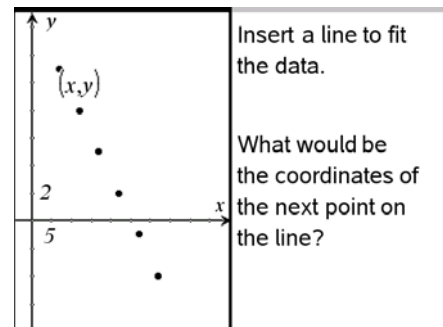 y
(x,y)
2
x
5
Insert a line to fit
the data.
What would be
the coordinates of
the next point on
the line?